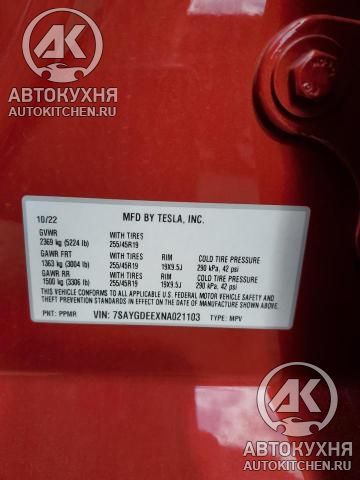 АВТОКУХНЯ
AUTOKITCHEN.RU
АВТОКУХНЯ
AUTOKITCHEN.RU
10/22 MFD BY TESLA, INC.
GVWR WITH TIRES
2369 kg (5224 lb) 255/45R19
GAWR FRT WITH TIRES RIM COLD TIRE PRESSURE
1363 kg (3004 lb) 255/45R19 19X9.5J 290 kPa, 42 psi
GAWR RR WITH TIRES RIM COLD TIRE PRESSURE
1500 kg (3306 lb) 255/45R19 19X9.5J 290 kPa, 42 psi
THIS VEHICLE CONFORMS TO ALL APPLICABLE U.S. FEDERAL MOTOR VEHICLE SAFETY AND
THEFT PREVENTION STANDARDS IN EFFECT ON THE DATE OF MANUFACTURE SHOWN ABOVE.
PNT: PPMR VIN: 7SAYGDEEXNA021103 TYPE: MPV
АВТОКУХНЯ
AUTOKITCHEN.RU